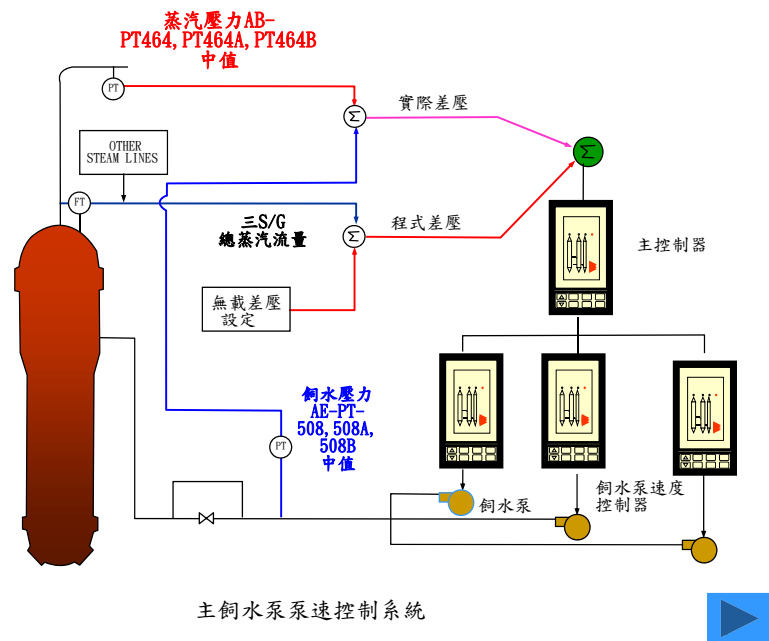 蒸汽壓力AB-
PT464,PT464A,PT464B
中值
PT
Σ
實際差壓
Σ
OTHER
STEAM LINES
FT
三S/G
總蒸汽流量
程式差壓
Σ
主控制器
無載差壓
設定
飼水壓力
AE-PT-
508,508A,
508B
中值
PT
飼水泵
飼水泵速度
控制器
主飼水泵泵速控制系統